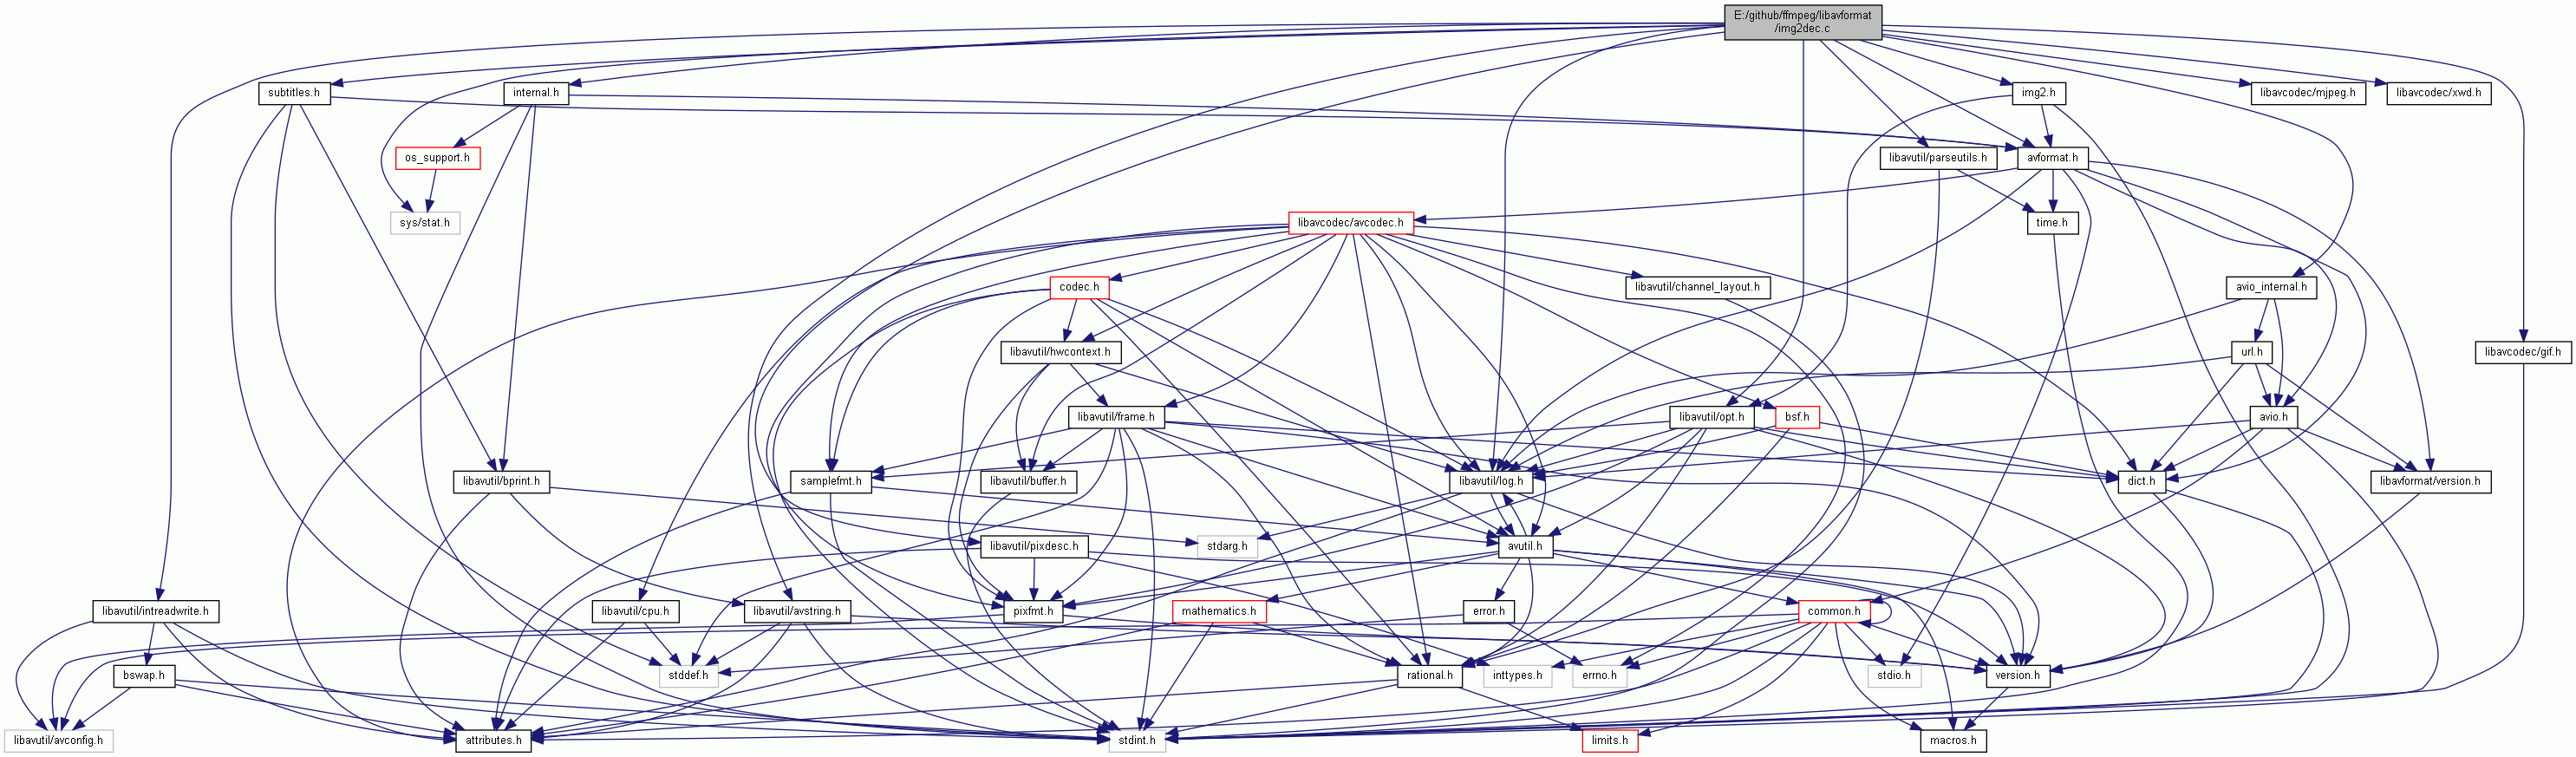 E:/github/ffmpeg/libavformat
/img2dec.c
subtitles.h
internal.h
img2.h
libavcodec/mjpeg.h
libavcodec/xwd.h
os_support.h
libavutil/parseutils.h
avformat.h
sys/stat.h
libavcodec/avcodec.h
time.h
codec.h
libavutil/channel_layout.h
avio_internal.h
libavutil/hwcontext.h
url.h
libavcodec/gif.h
libavutil/frame.h
libavutil/opt.h
bsf.h
avio.h
libavutil/bprint.h
samplefmt.h
libavutil/buffer.h
libavutil/log.h
dict.h
libavformat/version.h
stdarg.h
libavutil/pixdesc.h
avutil.h
libavutil/intreadwrite.h
libavutil/cpu.h
libavutil/avstring.h
pixfmt.h
mathematics.h
error.h
common.h
bswap.h
stddef.h
rational.h
inttypes.h
errno.h
stdio.h
version.h
libavutil/avconfig.h
attributes.h
stdint.h
limits.h
macros.h